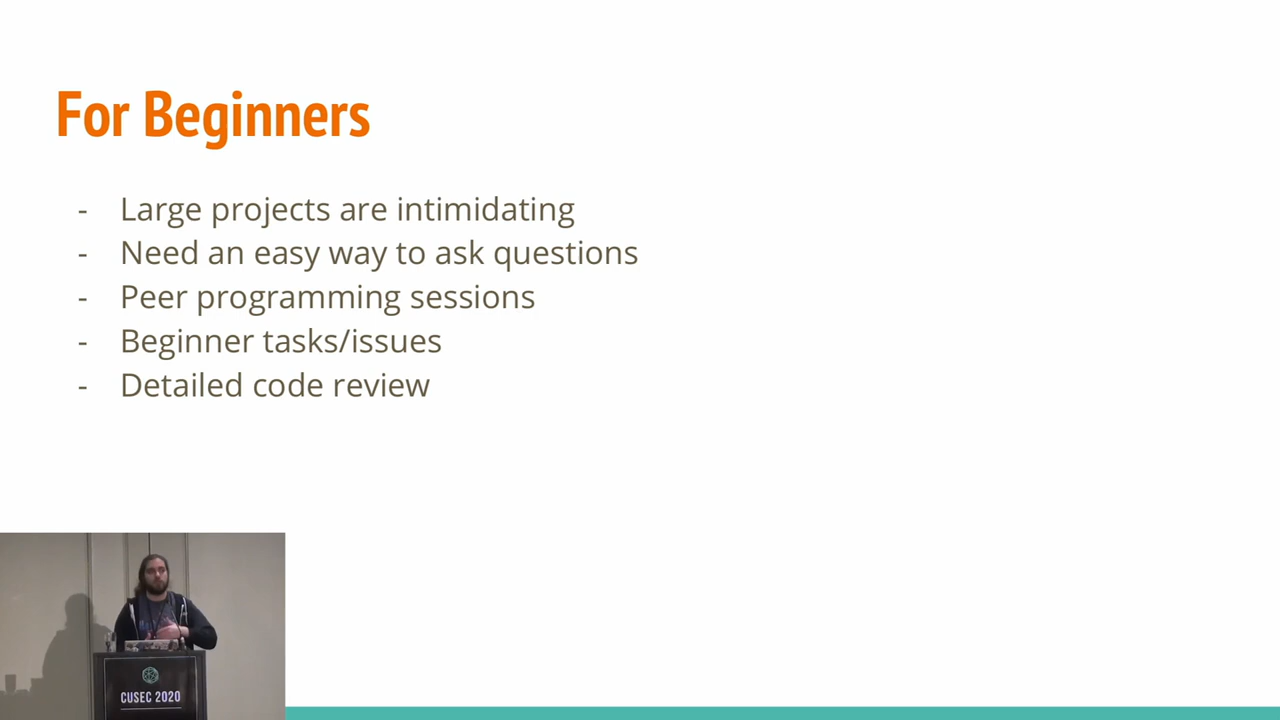 For Beginners
- Large projects are intimidating
- Need an easy way to ask questions
- Peer programming sessions
- Beginner tasks/issues
- Detailed code review
CUSEC 2020